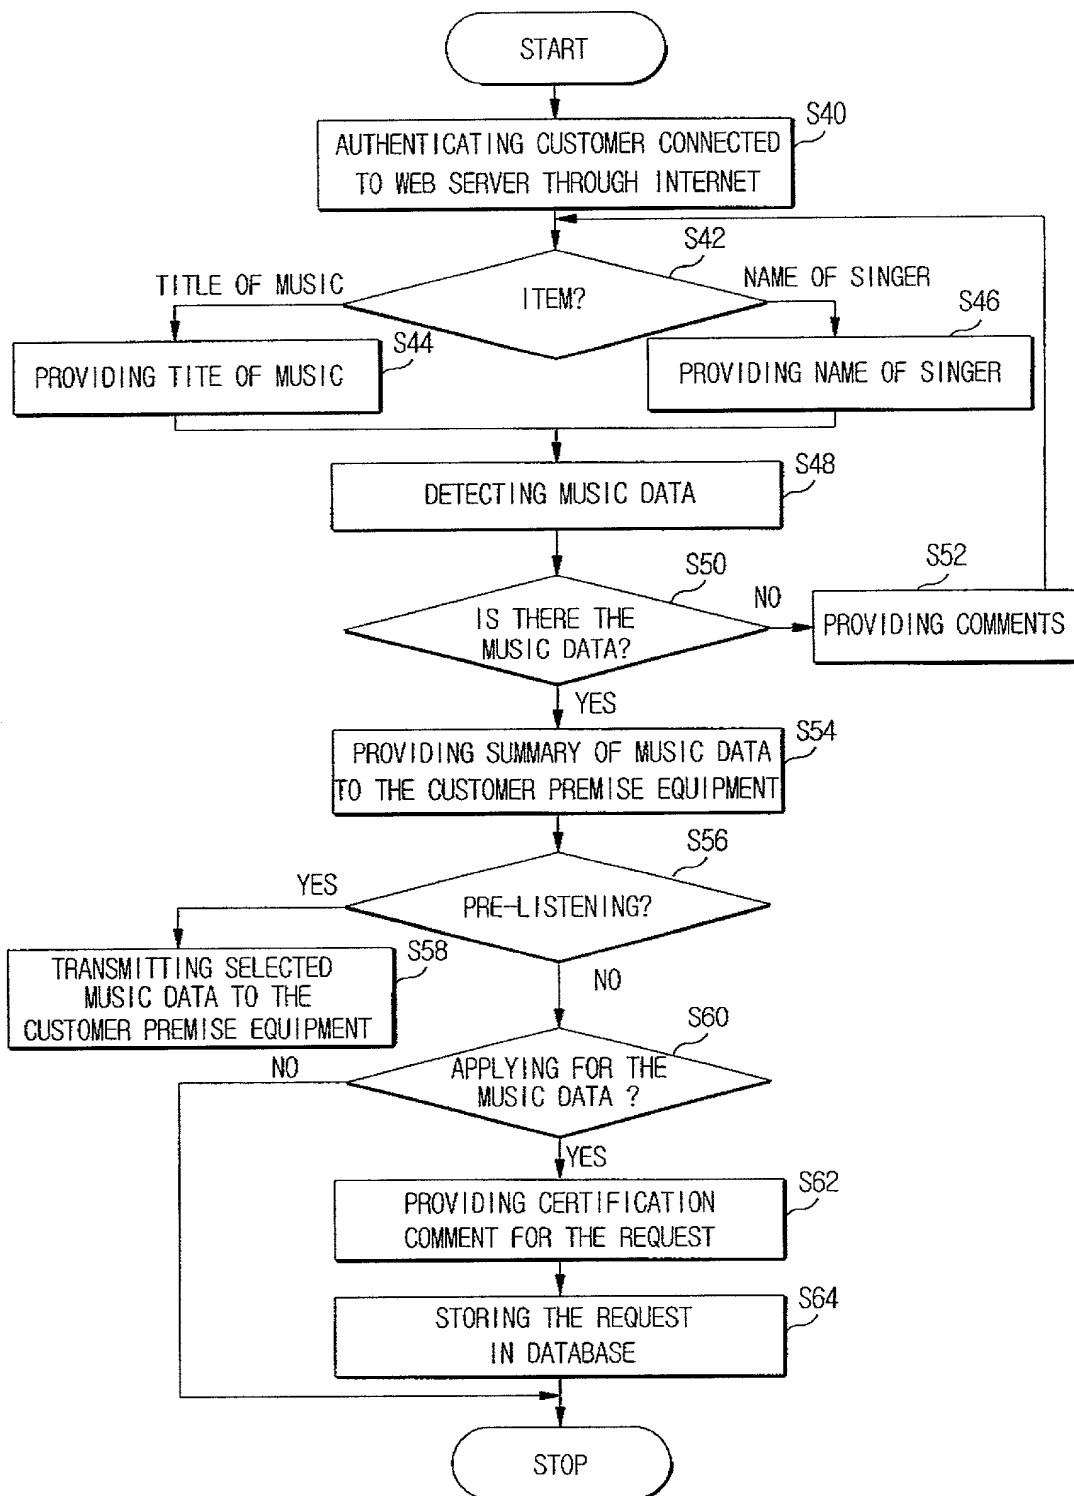 START
S40
AUTHENTICATING CUSTOMER CONNECTED
TO WEB SERVER THROUGH INTERNET
S42
TITLE OF MUSIC
ITEM?
NAME OF SINGER
S44
S46
PROVIDING TITE OF MUSIC
PROVIDING NAME OF SINGER
S48
DETECTING MUSIC DATA
S50
S52
IS THERE THE
MUSIC DATA?
NO
PROVIDING COMMENTS
YES
S54
PROVIDING SUMMARY OF MUSIC DATA
TO THE CUSTOMER PREMISE EQUIPMENT
S56
YES
PRE-LISTENING?
S58
TRANSMITTING SELECTED
MUSIC DATA TO THE
CUSTOMER PREMISE EQUIPMENT
NO
S60
NO
APPLYING FOR THE
MUSIC DATA ?
YES
S62
PROVIDING CERTIFICATION
COMMENT FOR THE REQUEST
S64
STORING THE REQUEST
IN DATABASE
STOP